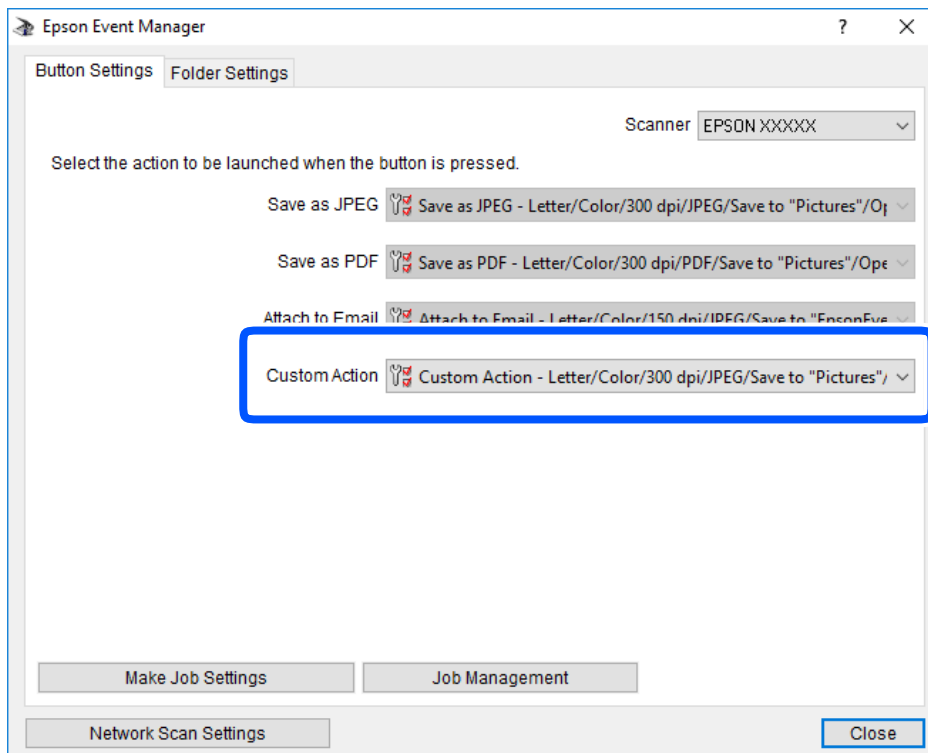 Epson Event Manager
Button Settings
Folder Settings
Scanner EPSON XXXXX
Select the action to be launched when the button is pressed.
Save as JPEG Save as JPEG - Letter/Color/300 dpi/JPEG/Save to "Pictures"/Op
Save as PDF Save as PDF - Letter/Color/300 dpi/PDF/Save to "Pictures"/Ope
Attach to Email Attach to Email - Letter/Color/150 dpi/JPEG/Save to "EpsonEve
Custom Action Custom Action - Letter/Color/300 dpi/JPEG/Save to "Pictures"/
Make Job Settings
Job Management
Network Scan Settings
Close